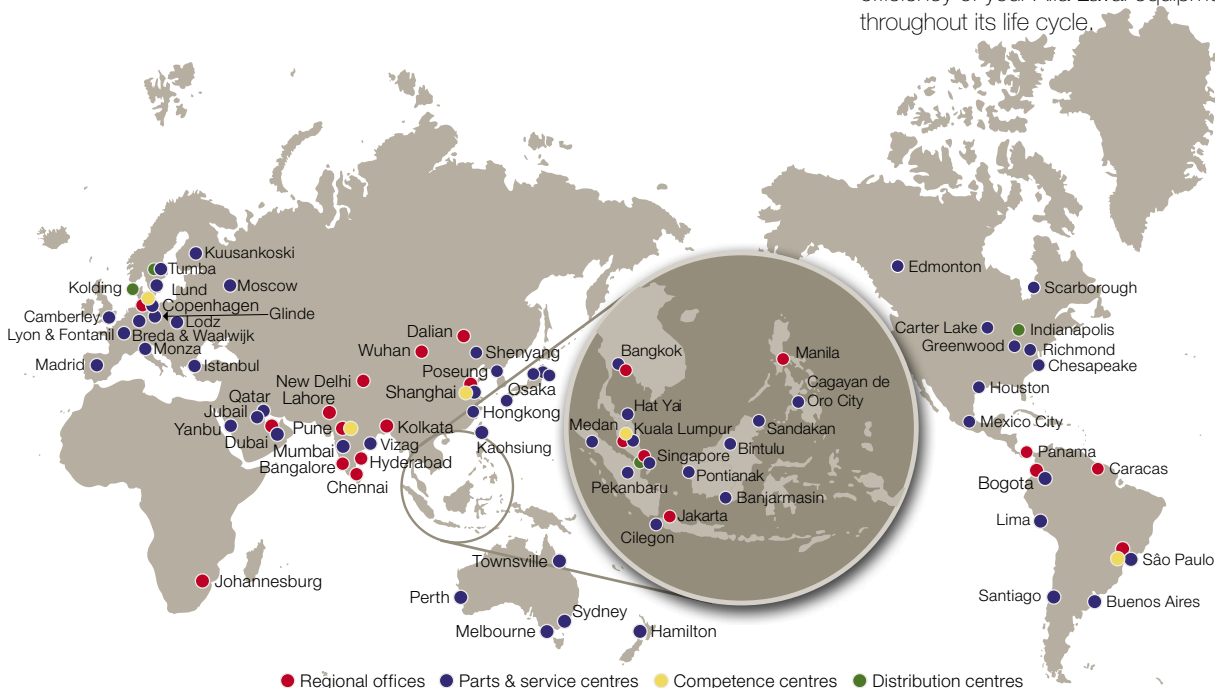 throughout its life cycle.
Kuusankoski
Tumba
Kolding
Lund
Moscow
Copenhagen
Glinde
Camberley
Lodz
Lyon & Fontanil
Breda & Waalwijk
Monza
Madrid
Istanbul
Dalian
Wuhan
Shenyang
Poseung
New Delhi
Shanghai
Osaka
Lahore
Qatar
Jubail
Hongkong
Yanbu
Pune
Kolkata
Dubai
Mumbai
Vizag
Kaohsiung
Bangalore
Hyderabad
Chennai
Johannesburg
Bangkok
Manila
Cagayan de
Oro City
Hat Yai
Medan
Kuala Lumpur
Sandakan
Bintulu
Singapore
Pekanbaru
Pontianak
Banjarmasin
Jakarta
Cilegon
Townsville
Perth
Sydney
Melbourne
Hamilton
Edmonton
Scarborough
Carter Lake
Indianapolis
Greenwood
Richmond
Chesapeake
Houston
Mexico City
Panama
Caracas
Bogota
Lima
Sâo Paulo
Santiago
Buenos Aires
Regional offices Parts & service centres Competence centres Distribution centres